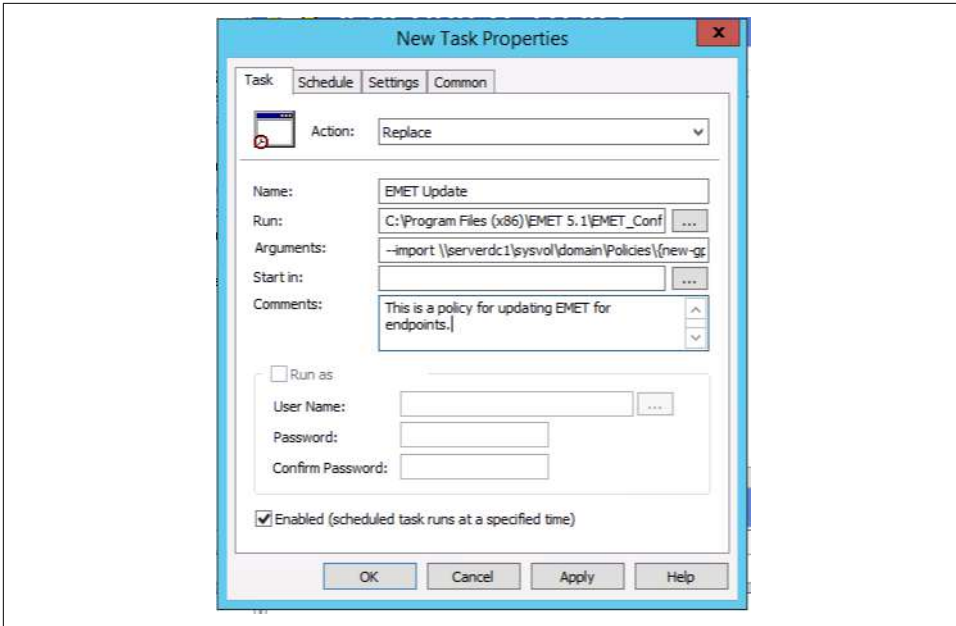 New Task Properties
x
Task Schedule Settings Common
Action: Replace
Name: EMET Update
Run: C:\Program Files (x86)\EMET 5.1\EMET_Conf ...
Arguments: --import \\serverdc1\sysvol\domain\Policies\{new-gp
Start in: ...
Comments: This is a policy for updating EMET for
endpoints.
Run as
User Name: ...
Password:
Confirm Password:
Enabled (scheduled task runs at a specified time)
OK Cancel Apply Help